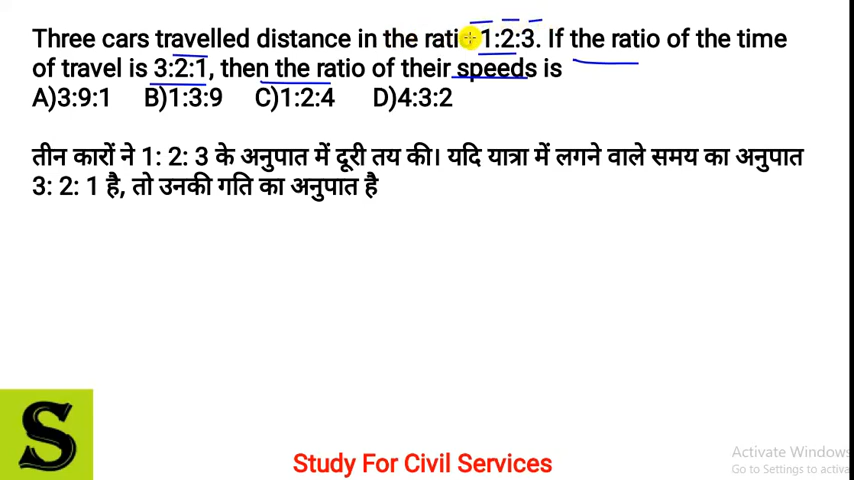 Three cars travelled distance in the ratio 1:2:3. If the ratio of the time
of travel is 3:2:1, then the ratio of their speeds is
A)3:9:1 B)1:3:9 C)1:2:4 D)4:3:2
तीन कारों ने 1: 2: 3 के अनुपात में दूरी तय की। यदि यात्रा में लगने वाले समय का अनुपात
3: 2: 1 है, तो उनकी गति का अनुपात है
S
Study For Civil Services
Activate Windows
Go to Settings to activa